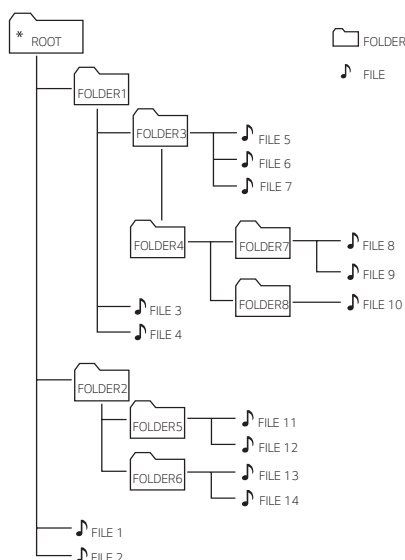 * ROOT
FOLDER
FILE
FOLDER1
FOLDER3
FILE 5
FILE 6
FILE 7
FOLDER4
FOLDER7
FILE 8
FILE 9
FOLDER8
FILE 10
FILE 3
FILE 4
FOLDER2
FOLDER5
FILE 11
FILE 12
FOLDER6
FILE 13
FILE 14
FILE 1
FILE 2